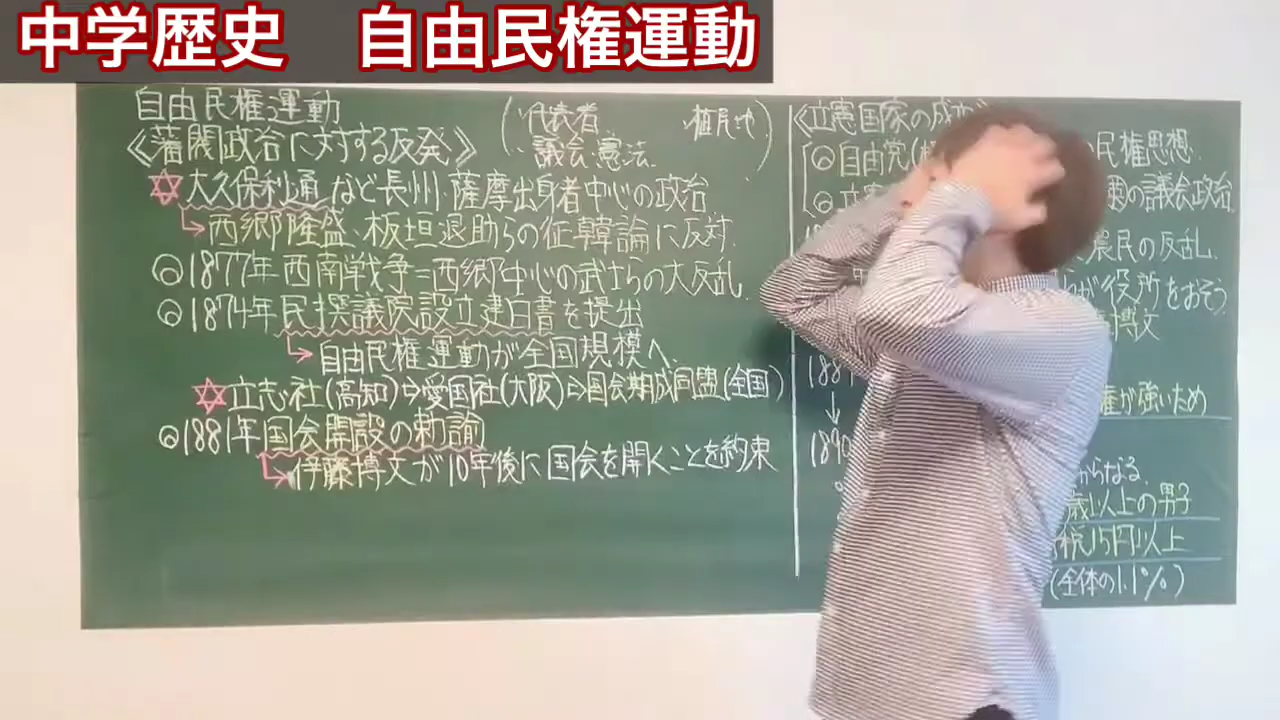 中学歴史 自由民権運動
自由民権運動
(・代表者 ・植民地)
・議会・憲法
《藩閥政治に対する反発》
✡大久保利通など長州・薩摩出身者中心の政治
↳西郷隆盛、板垣退助らの征韓論に反対.
◎1877年西南戦争=西郷中心の武士らの大反乱.
◎1874年民撰議院設立建白書を提出
↳自由民権運動が全国規模へ.
✡立志社(高知)⇨愛国社(大阪)⇨国会期成同盟(全国)
◎1881年国会開設の勅諭
↳伊藤博文が10年後に国会を開くことを約束
《立憲国家の成
◎自由党( 民権思想.
◎立 の議会政治.
農民の反乱.
が役所をおそう
博文
188
権が強いため
↓
1890
からなる.
歳以上の男子
税15円以上
(全体の1.1%)